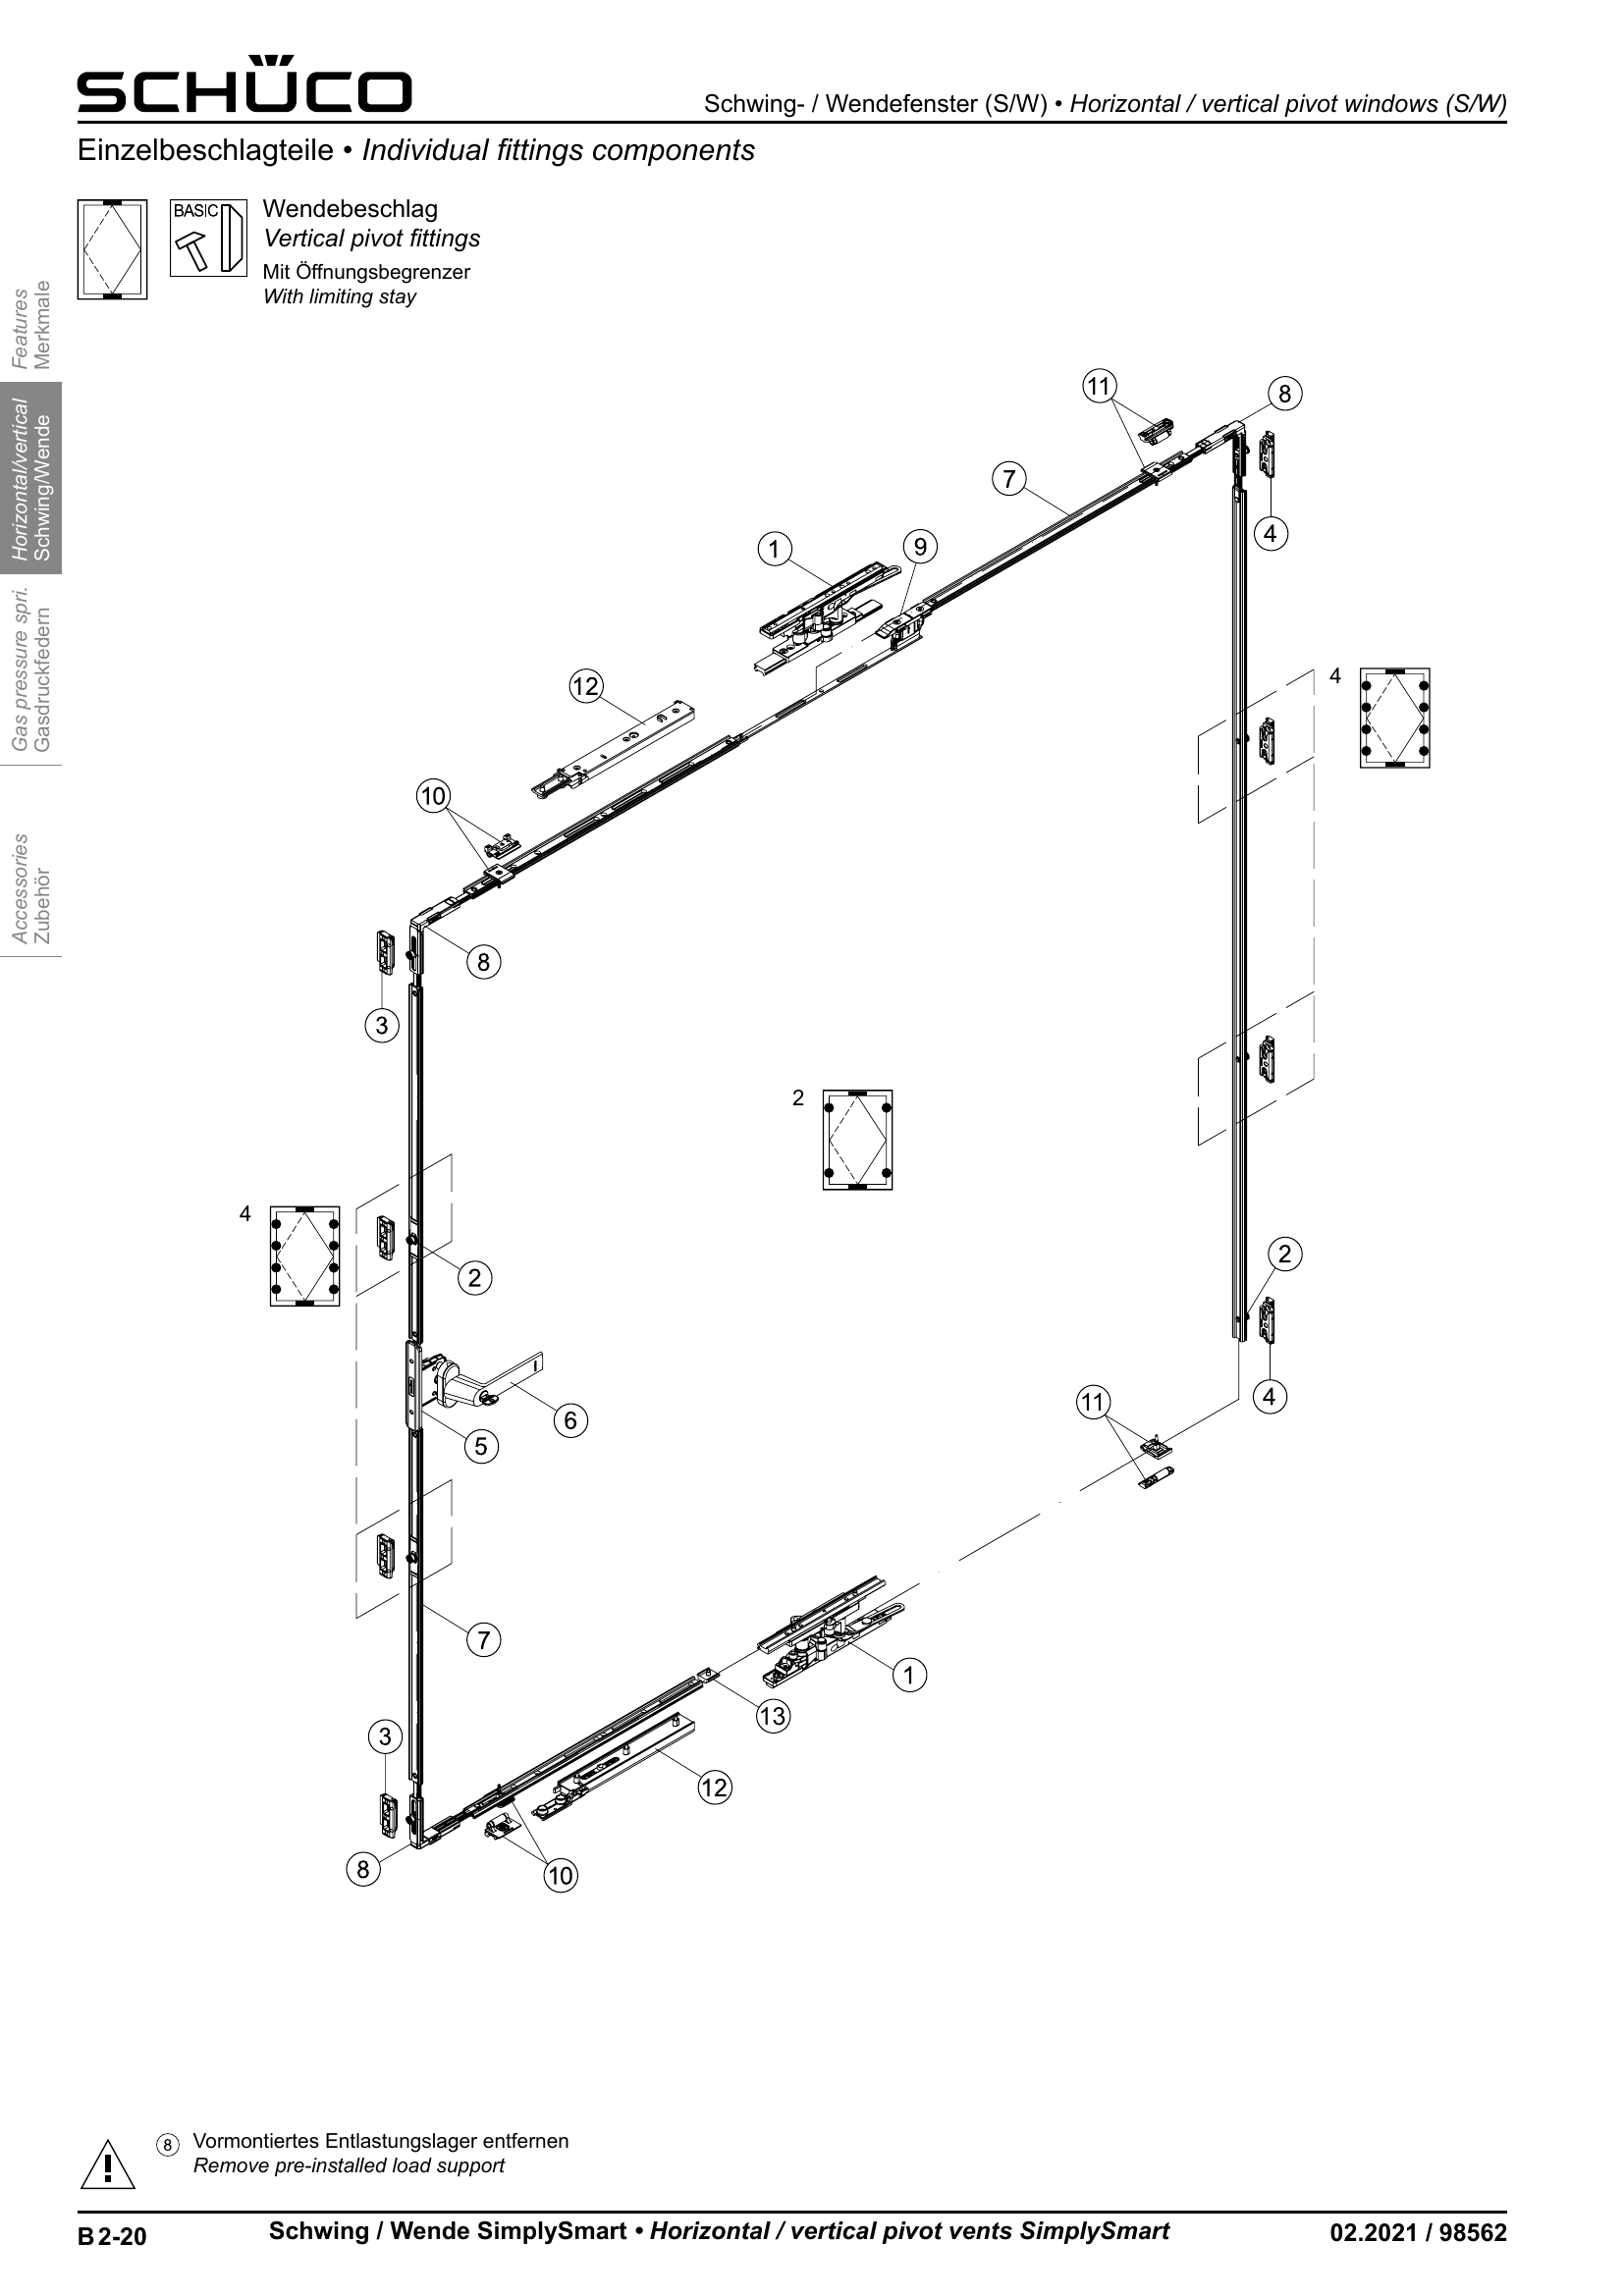 SCHÜCO
Schwing- / Wendefenster (S/W) • Horizontal / vertical pivot windows (S/W)
Einzelbeschlagteile • Individual fittings components
BASIC
Wendebeschlag
Vertical pivot fittings
Mit Öffnungsbegrenzer
With limiting stay
Features
Merkmale
Horizontal/vertical
Schwing/Wende
Gas pressure spri.
Gasdruckfedern
Accessories
Zubehör
11
8
7
4
1
9
4
12
10
8
3
2
4
2
2
6
5
4
11
7
1
13
3
12
8
10
8 Vormontiertes Entlastungslager entfernen
Remove pre-installed load support
B 2-20
Schwing / Wende SimplySmart • Horizontal / vertical pivot vents SimplySmart
02.2021 / 98562